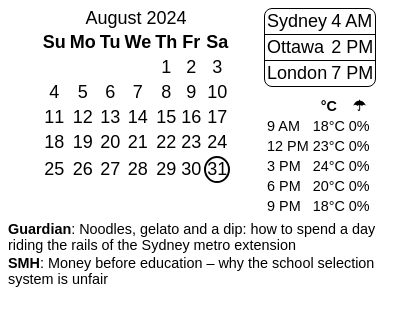 August 2024
Su Mo Tu We Th Fr Sa
1 2 3
4 5 6 7 8 9 10
11 12 13 14 15 16 17
18 19 20 21 22 23 24
25 26 27 28 29 30 31
Sydney 4 AM
Ottawa 2 PM
London 7 PM
°C ☂
9 AM 18°C 0%
12 PM 23°C 0%
3 PM 24°C 0%
6 PM 20°C 0%
9 PM 18°C 0%
Guardian: Noodles, gelato and a dip: how to spend a day
riding the rails of the Sydney metro extension
SMH: Money before education – why the school selection
system is unfair